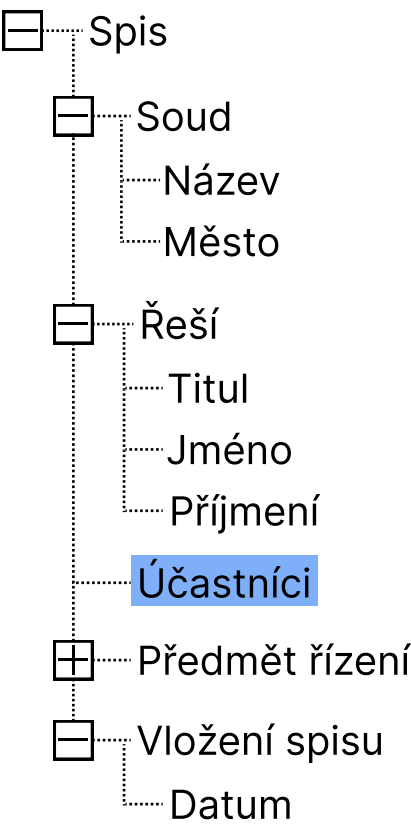 Spis
Soud
Název
Město
Řeší
Titul
Jméno
Příjmení
Účastníci
Předmět řízení
Vložení spisu
Datum